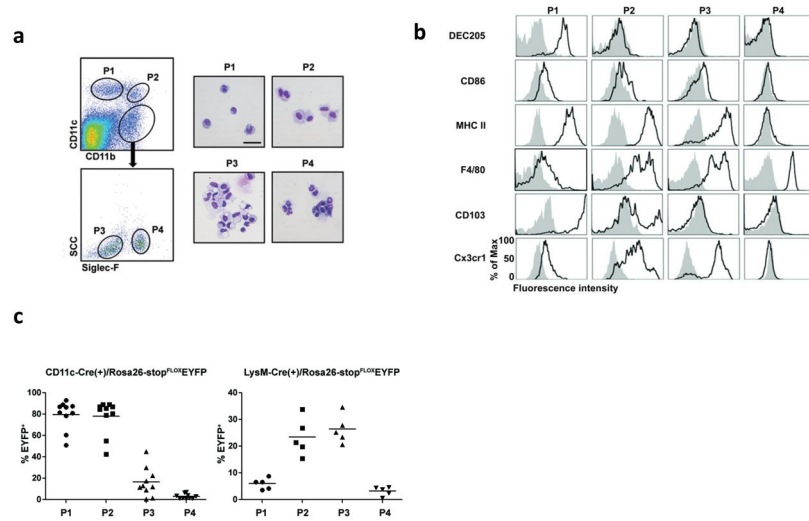 a
P1
P2
CD11c
CD11b
P1
P2
P3
P4
P3
P4
SCC
Siglec-F
b
P1 P2 P3 P4
DEC205
CD86
MHC II
F4/80
CD103
Cx3cr1
% of Max
100
50
0
Fluorescence intensity
c
CD11c-Cre(+)/Rosa26-stopFLOXEYFP
% EYFP+
100
80
60
40
20
0
P1 P2 P3 P4
LysM-Cre(+)/Rosa26-stopFLOXEYFP
% EYFP+
40
30
20
10
0
P1 P2 P3 P4